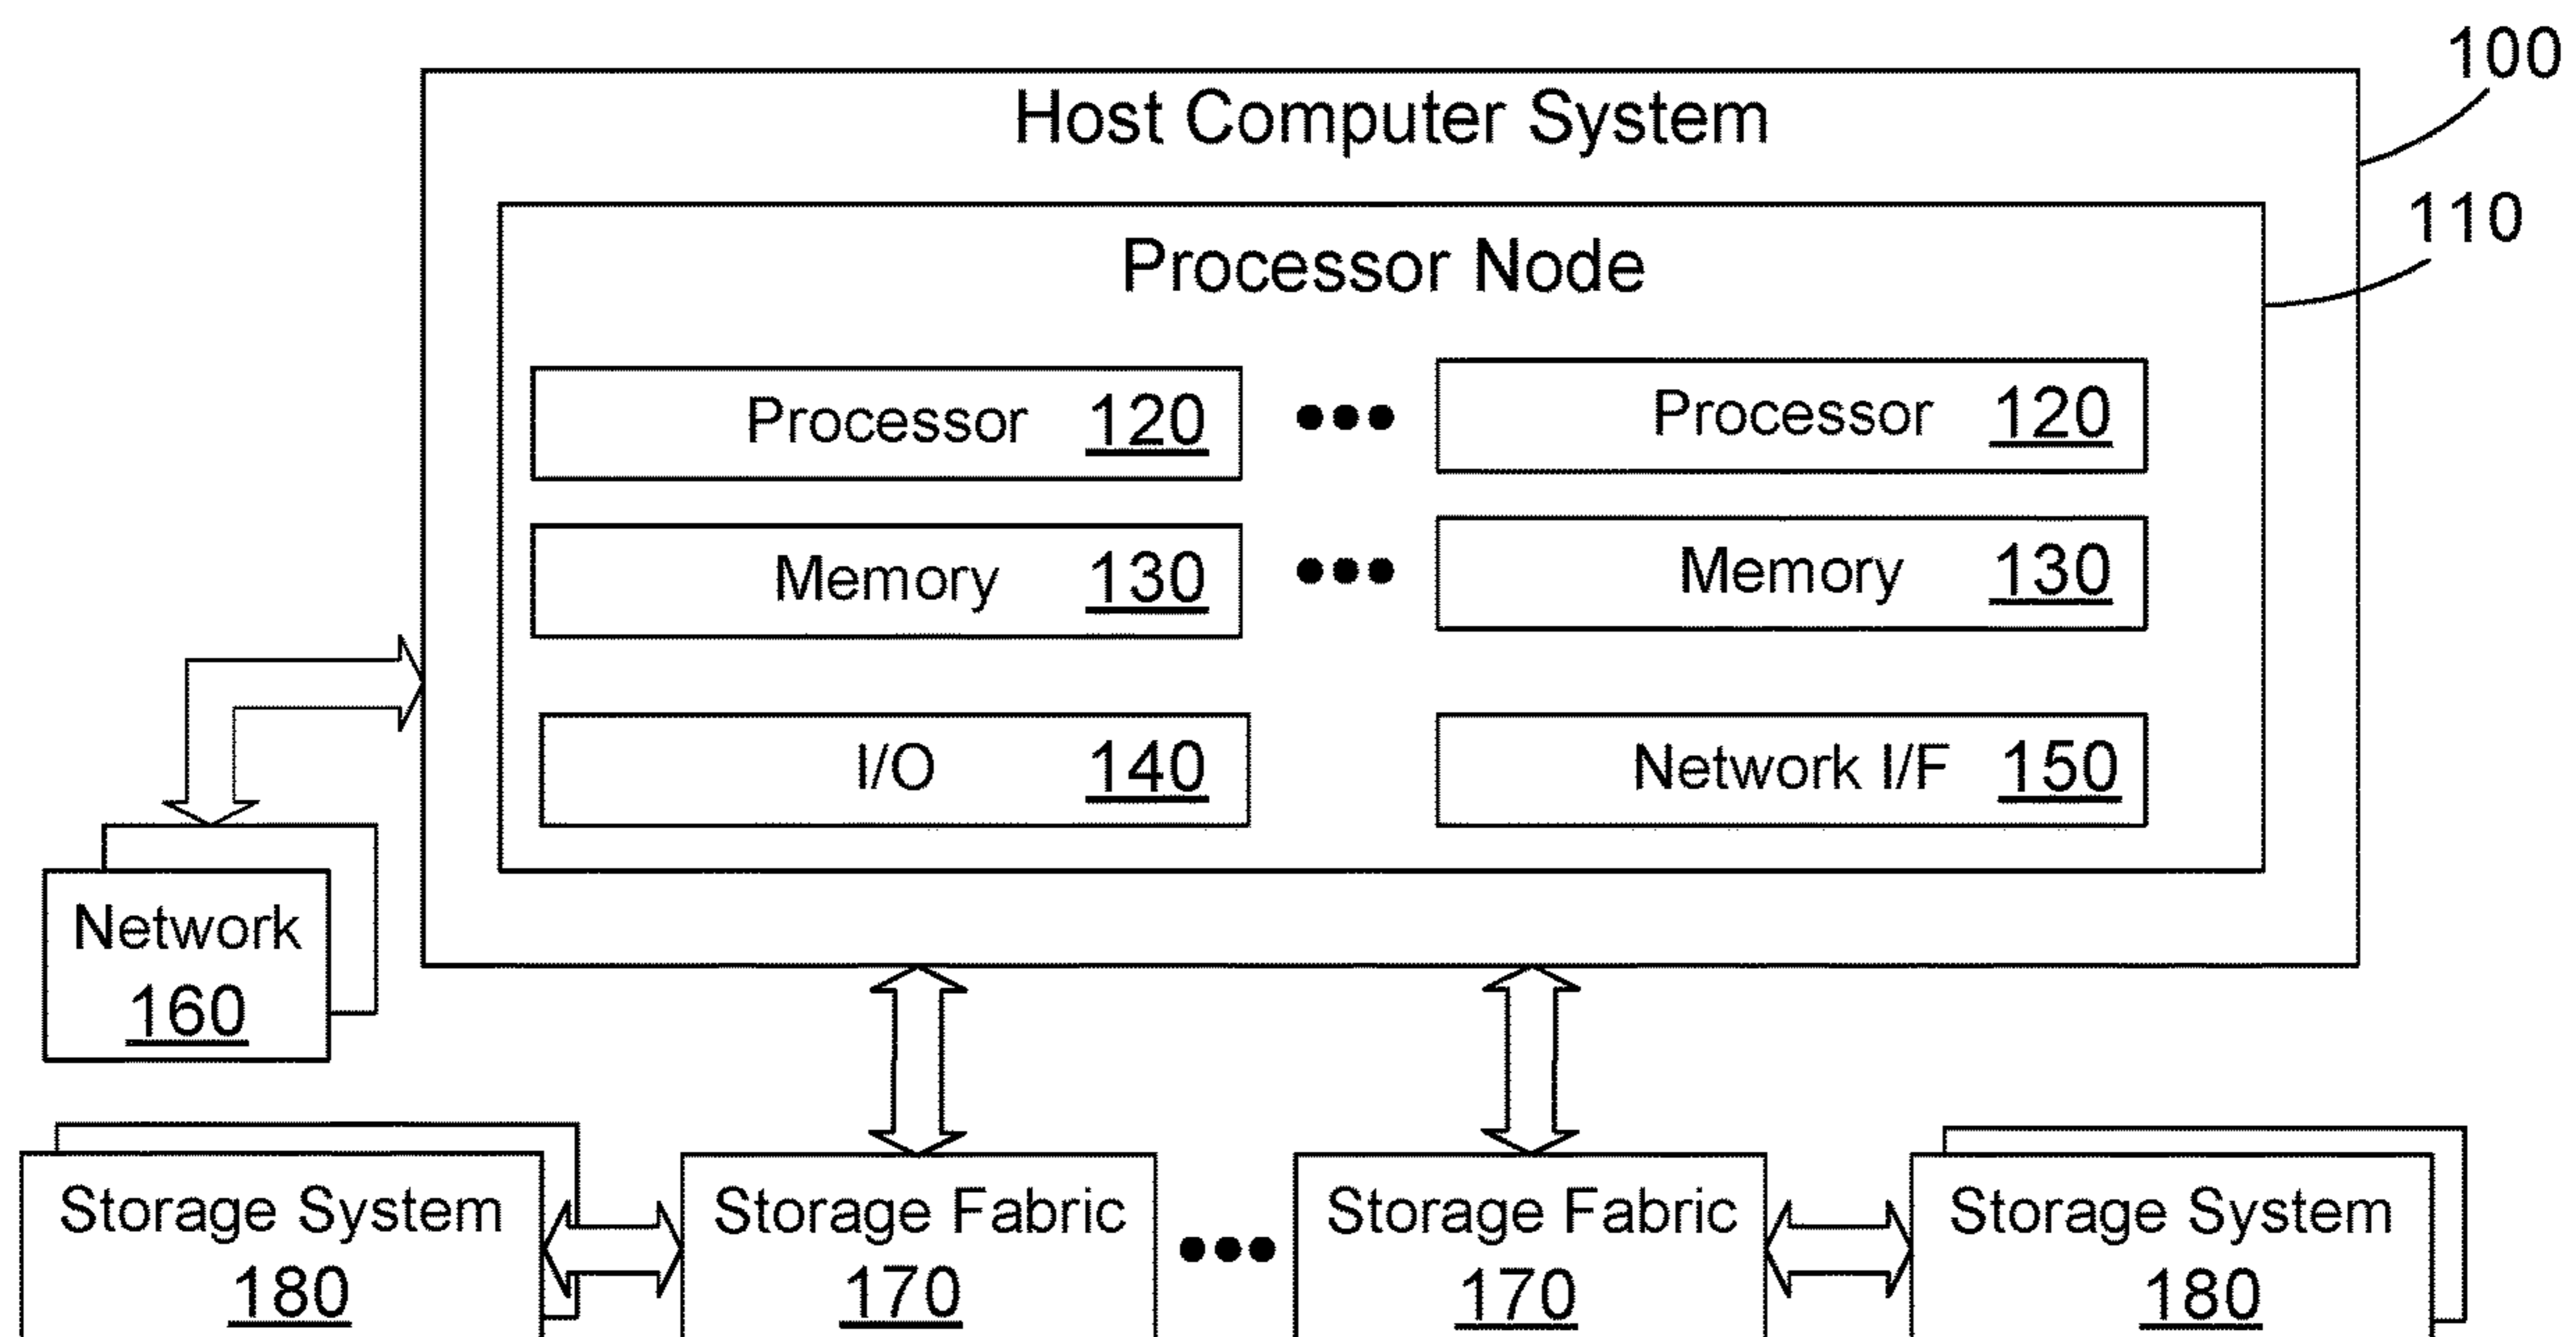 100
Host Computer System
110
Processor Node
Processor 120 ••• Processor 120
Memory 130 ••• Memory 130
I/O 140 Network I/F 150
Network
160
Storage System Storage Fabric Storage Fabric Storage System
180 170 ••• 170 180